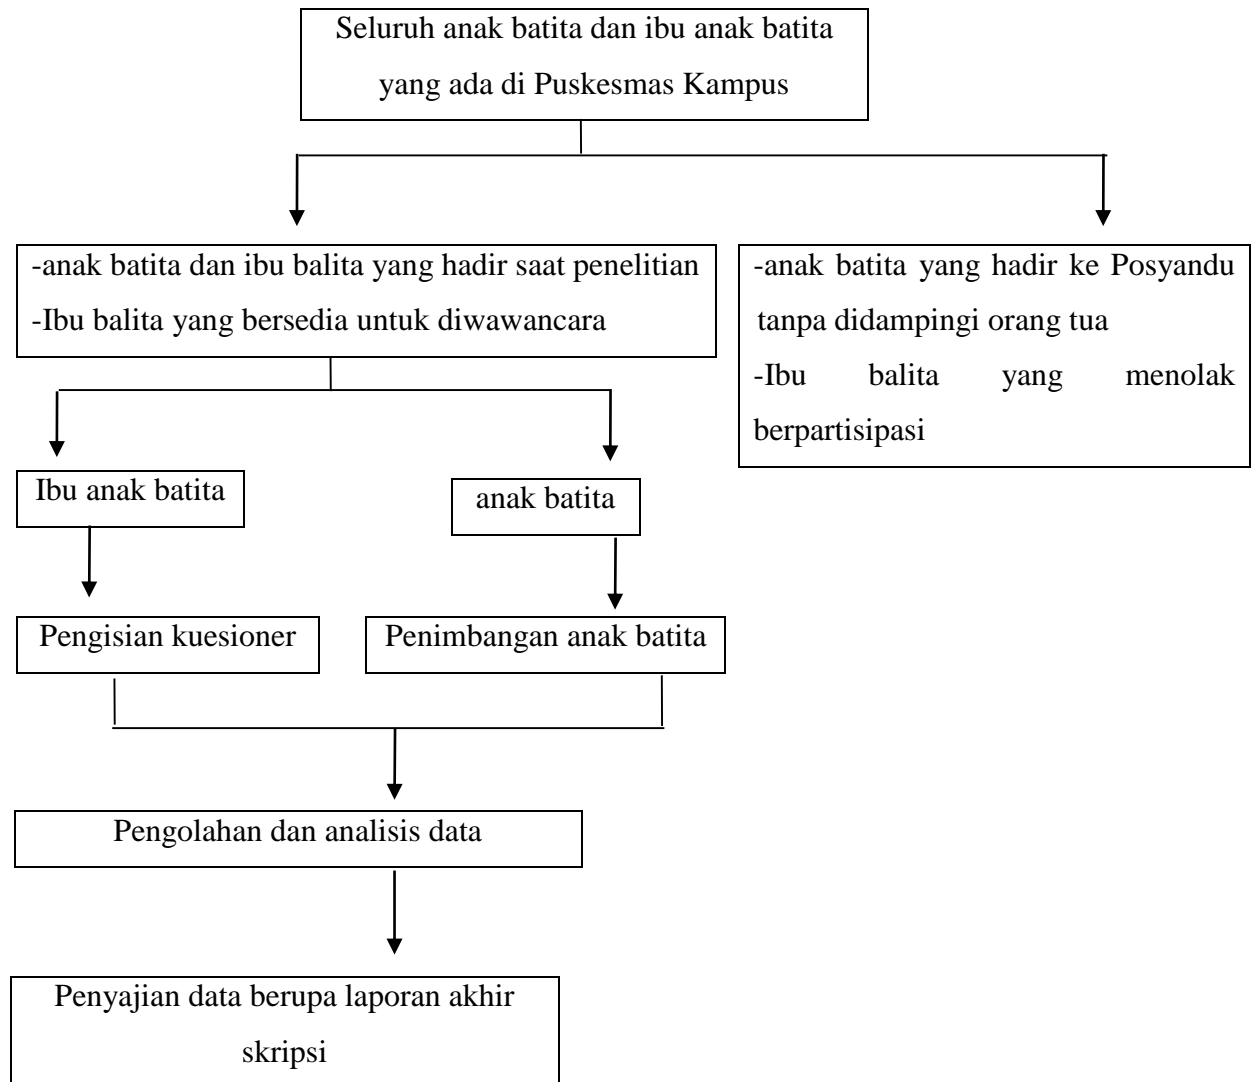 Seluruh anak batita dan ibu anak batita
yang ada di Puskesmas Kampus
-anak batita dan ibu balita yang hadir saat penelitian
-Ibu balita yang bersedia untuk diwawancara
-anak batita yang hadir ke Posyandu
tanpa didampingi orang tua
-Ibu balita yang menolak
berpartisipasi
Ibu anak batita
anak batita
Pengisian kuesioner
Penimbangan anak batita
Pengolahan dan analisis data
Penyajian data berupa laporan akhir
skripsi